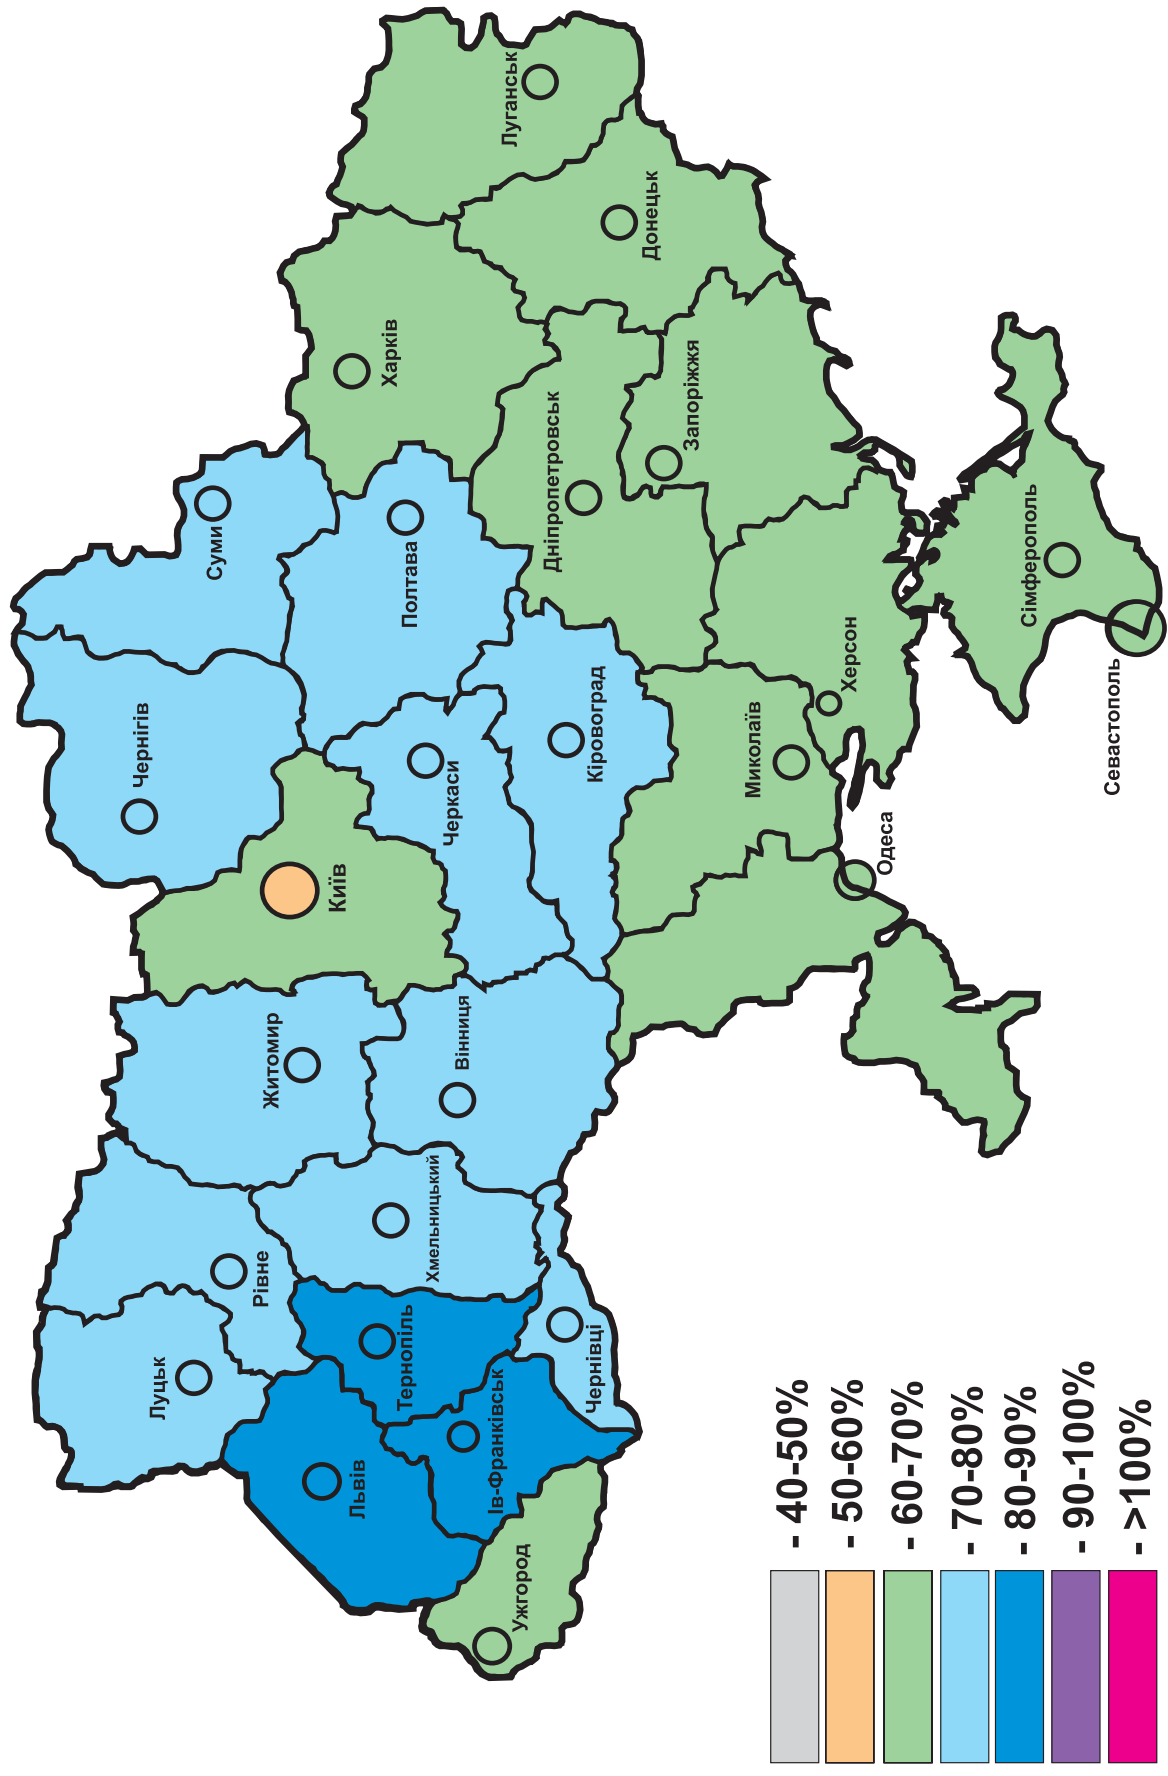 Чернігів
Суми
Луцьк
Рівне
Житомир
Київ
Харків
Львів
Тернопіль
Хмельницький
Вінниця
Черкаси
Полтава
Луганськ
Ужгород
Ів-Франківськ
Чернівці
Кіровоград
Дніпропетровськ
Донецьк
Запоріжжя
Миколаїв
Херсон
Одеса
Сімферополь
Севастополь
- 40-50%
- 50-60%
- 60-70%
- 70-80%
- 80-90%
- 90-100%
- >100%